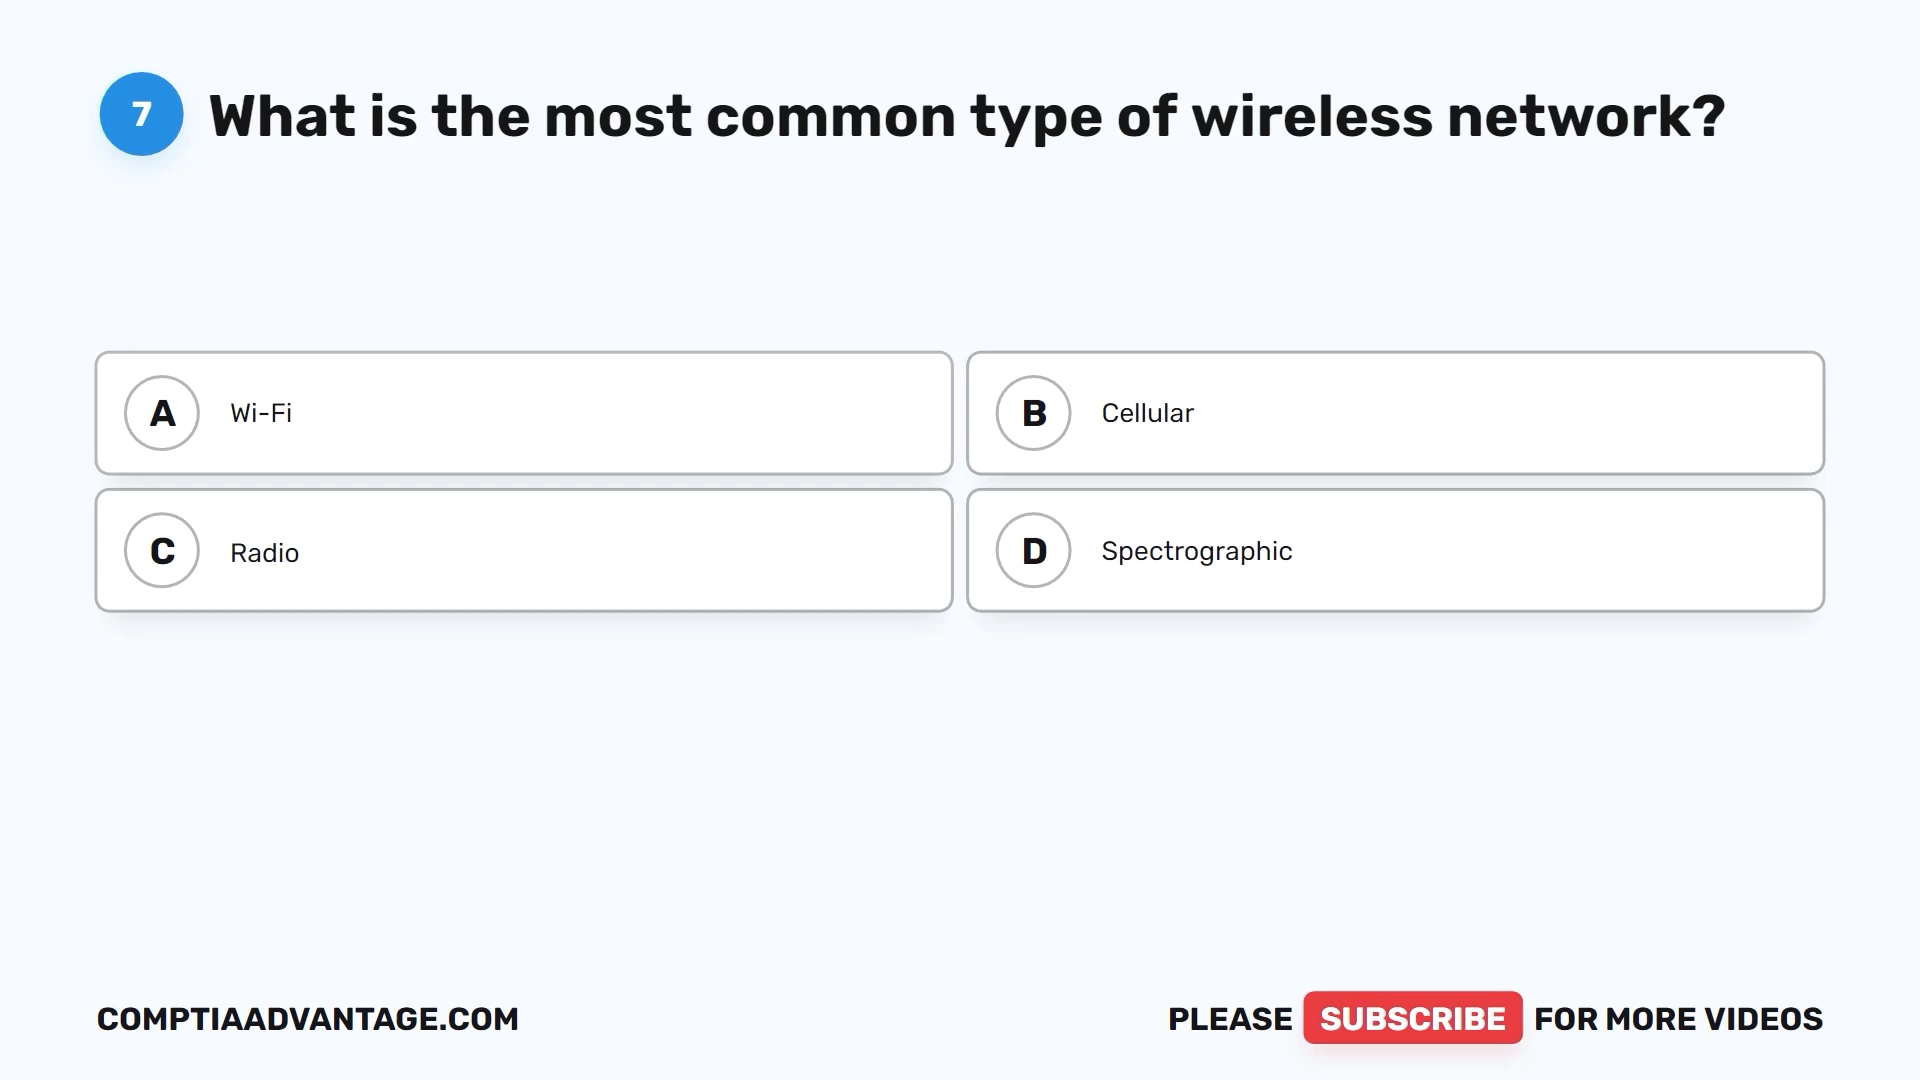 7
What is the most common type of wireless network?
A
Wi-Fi
B
Cellular
C
Radio
D
Spectrographic
COMPTIAADVANTAGE.COM
PLEASE SUBSCRIBE FOR MORE VIDEOS